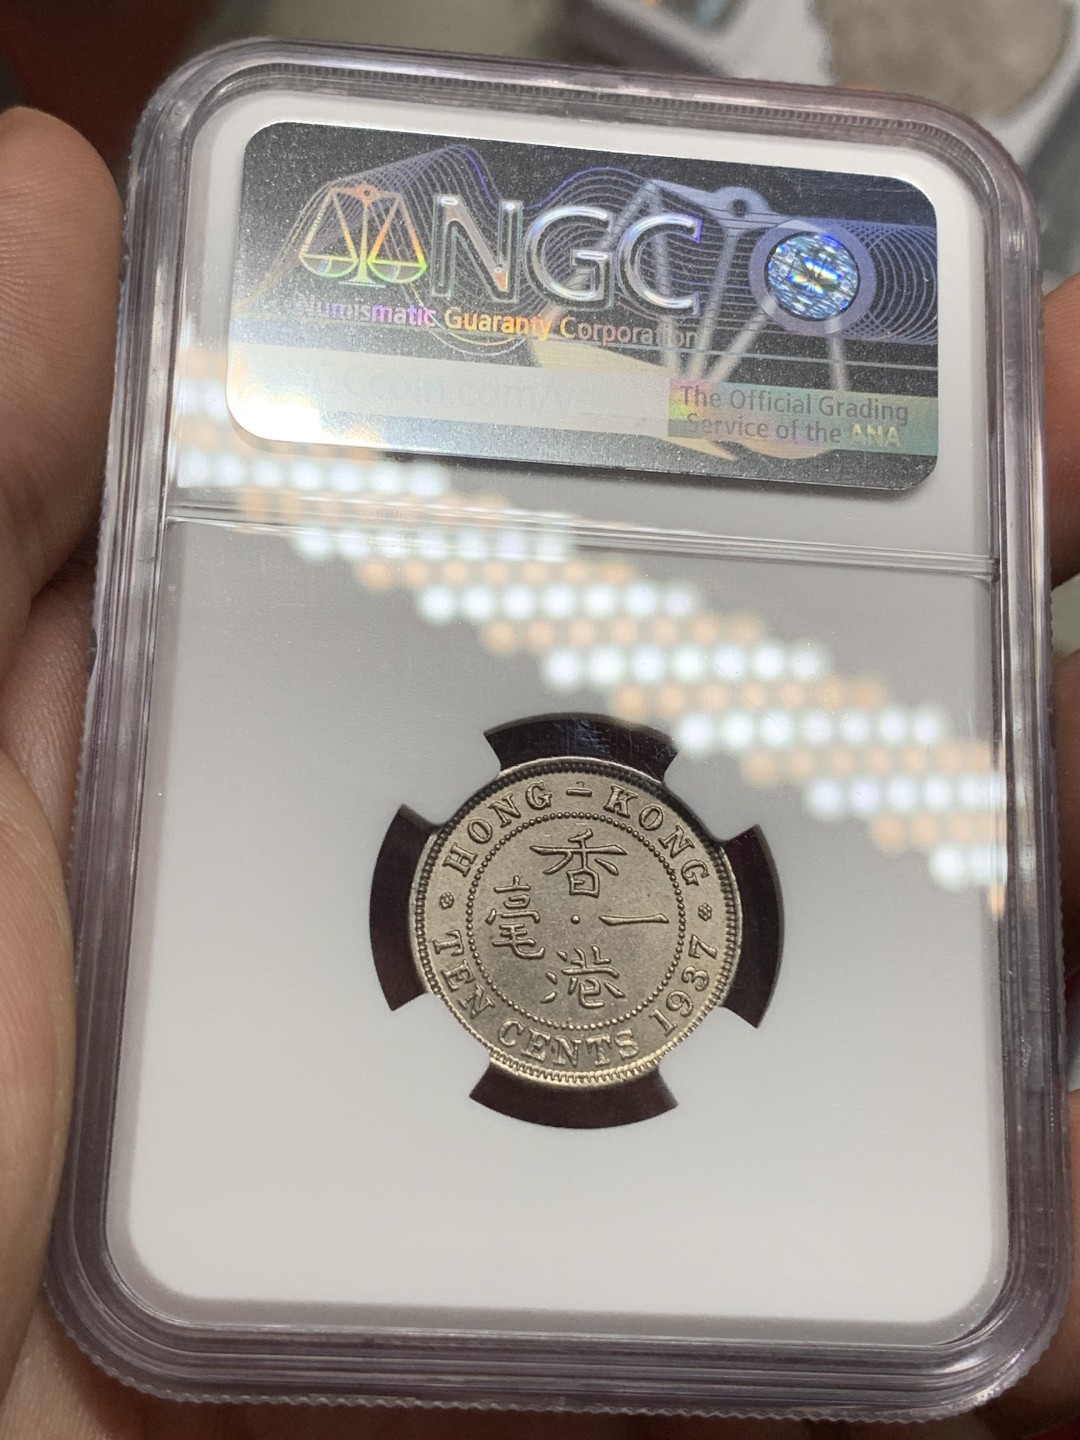 NGC
Numismatic Guaranty Corporation
The Official Grading
Service of the ANA
HONG-KONG
香
毫 一
港
TEN CENTS 1937